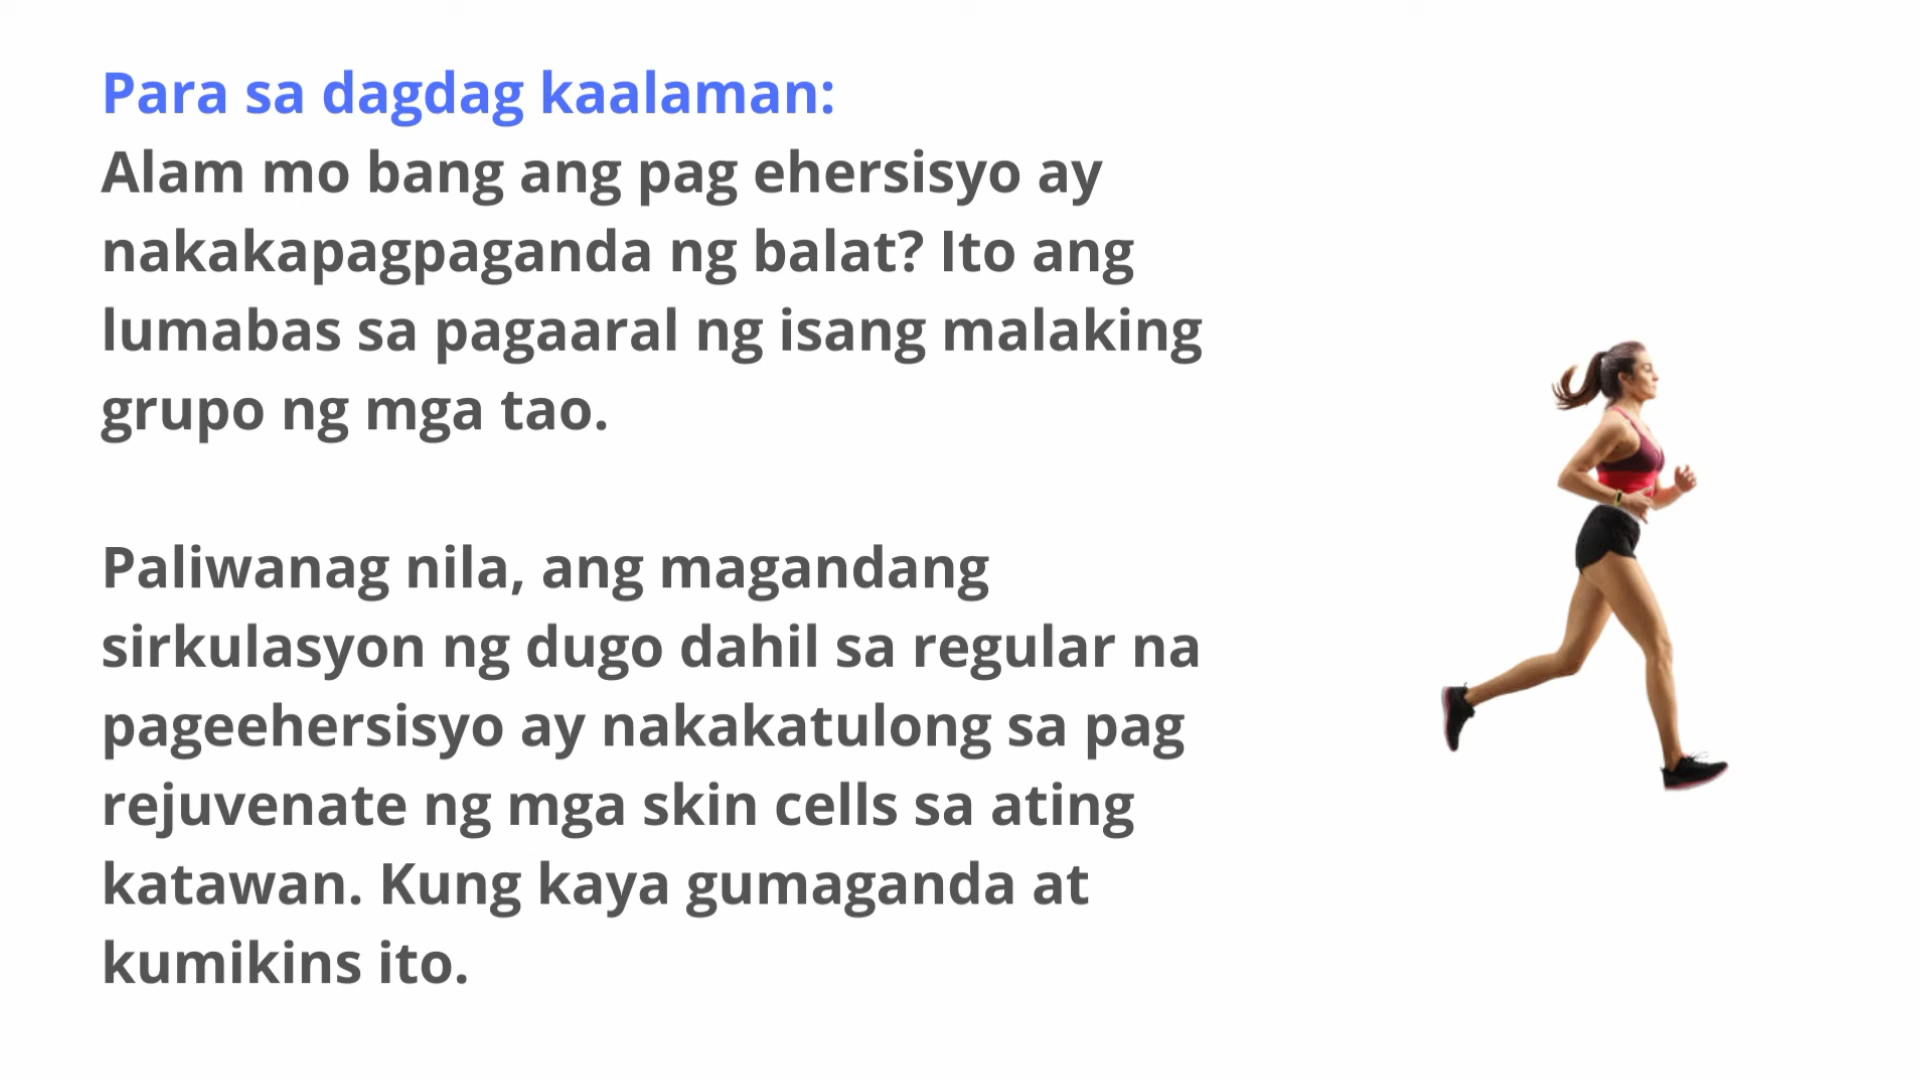 Para sa dagdag kaalaman:
Alam mo bang ang pag ehersisyo ay
nakakapagpaganda ng balat? Ito ang
lumabas sa pagaaral ng isang malaking
grupo ng mga tao.
Paliwanag nila, ang magandang
sirkulasyon ng dugo dahil sa regular na
pageehersisyo ay nakakatulong sa pag
rejuvenate ng mga skin cells sa ating
katawan. Kung kaya gumaganda at
kumikins ito.